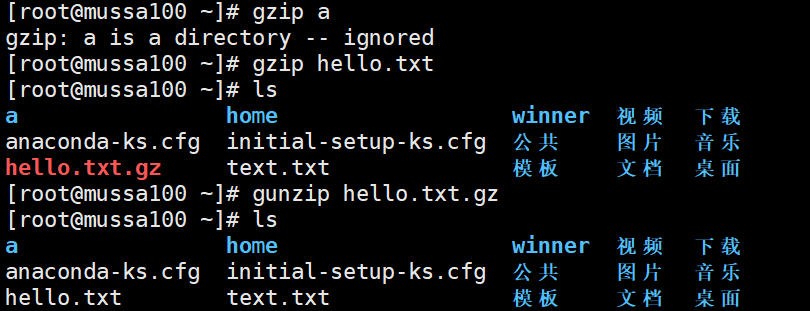 [root@mussa100 ~]# gzip a
gzip: a is a directory -- ignored
[root@mussa100 ~]# gzip hello.txt
[root@mussa100 ~]# ls
a home winner 视频 下载
anaconda-ks.cfg initial-setup-ks.cfg 公共 图片 音乐
hello.txt.gz text.txt 模板 文档 桌面
[root@mussa100 ~]# gunzip hello.txt.gz
[root@mussa100 ~]# ls
a home winner 视频 下载
anaconda-ks.cfg initial-setup-ks.cfg 公共 图片 音乐
hello.txt text.txt 模板 文档 桌面